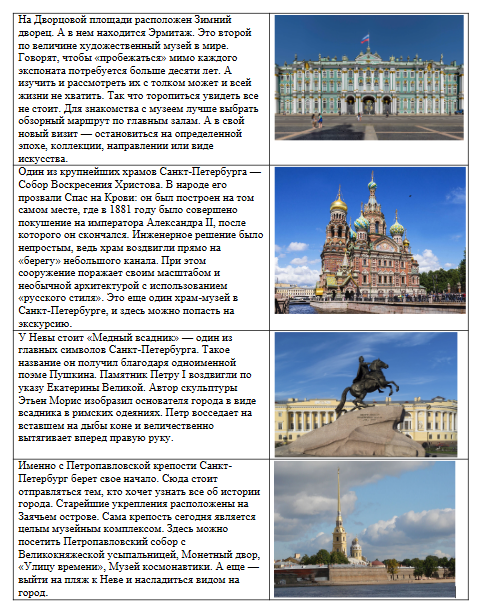 На Дворцовой площади расположен Зимний
дворец. А в нем находится Эрмитаж. Это второй
по величине художественный музей в мире.
Говорят, чтобы «пробежаться» мимо каждого
экспоната потребуется больше десяти лет. А
изучить и рассмотреть их с толком может и всей
жизни не хватить. Так что торопиться увидеть все
не стоит. Для знакомства с музеем лучше выбрать
обзорный маршрут по главным залам. А в свой
новый визит — остановиться на определенной
эпохе, коллекции, направлении или виде
искусства.
Один из крупнейших храмов Санкт-Петербурга —
Собор Воскресения Христова. В народе его
прозвали Спас на Крови: он был построен на том
самом месте, где в 1881 году было совершено
покушение на императора Александра II, после
которого он скончался. Инженерное решение было
непростым, ведь храм воздвигли прямо на
«берегу» небольшого канала. При этом
сооружение поражает своим масштабом и
необычной архитектурой с использованием
«русского стиля». Это еще один храм-музей в
Санкт-Петербурге, и здесь можно попасть на
экскурсию.
У Невы стоит «Медный всадник» — один из
главных символов Санкт-Петербурга. Такое
название он получил благодаря одноименной
поэме Пушкина. Памятник Петру I воздвигли по
указу Екатерины Великой. Автор скульптуры
Этьен Морис изобразил основателя города в виде
всадника в римских одеяниях. Петр восседает на
вставшем на дыбы коне и величественно
вытягивает вперед правую руку.
Именно с Петропавловской крепости Санкт-
Петербург берет свое начало. Сюда стоит
отправляться тем, кто хочет узнать все об истории
города. Старейшие укрепления расположены на
Заячьем острове. Сама крепость сегодня является
целым музейным комплексом. Здесь можно
посетить Петропавловский собор с
Великокняжеской усыпальницей, Монетный двор,
«Улицу времени», Музей космонавтики. А еще —
выйти на пляж к Неве и насладиться видом на
город.